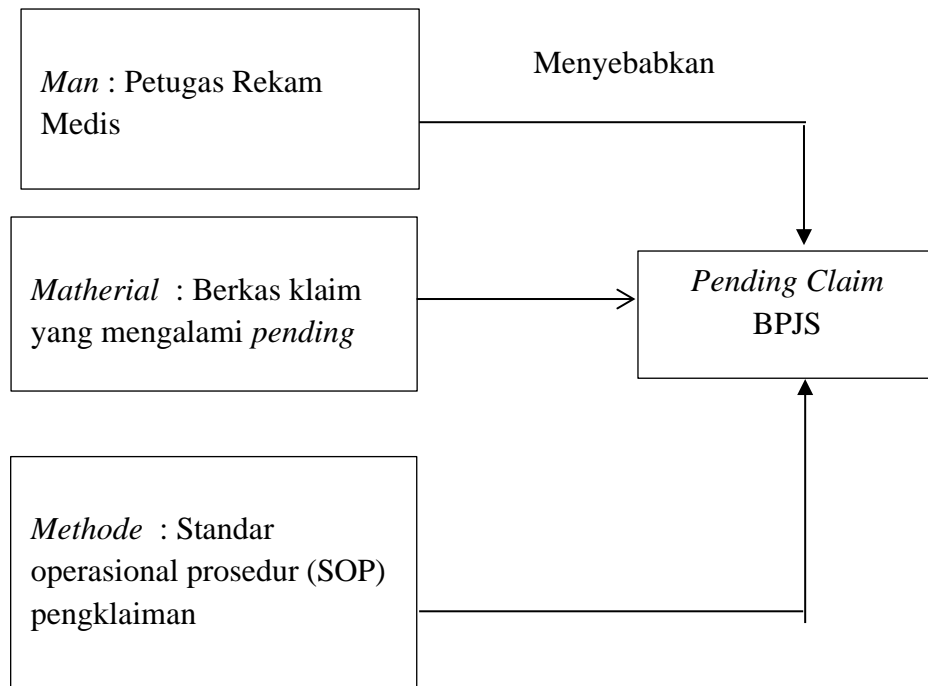 Man : Petugas Rekam
Medis
Menyebabkan
Matherial : Berkas klaim
yang mengalami pending
Pending Claim
BPJS
Methode : Standar
operasional prosedur (SOP)
pengklaiman